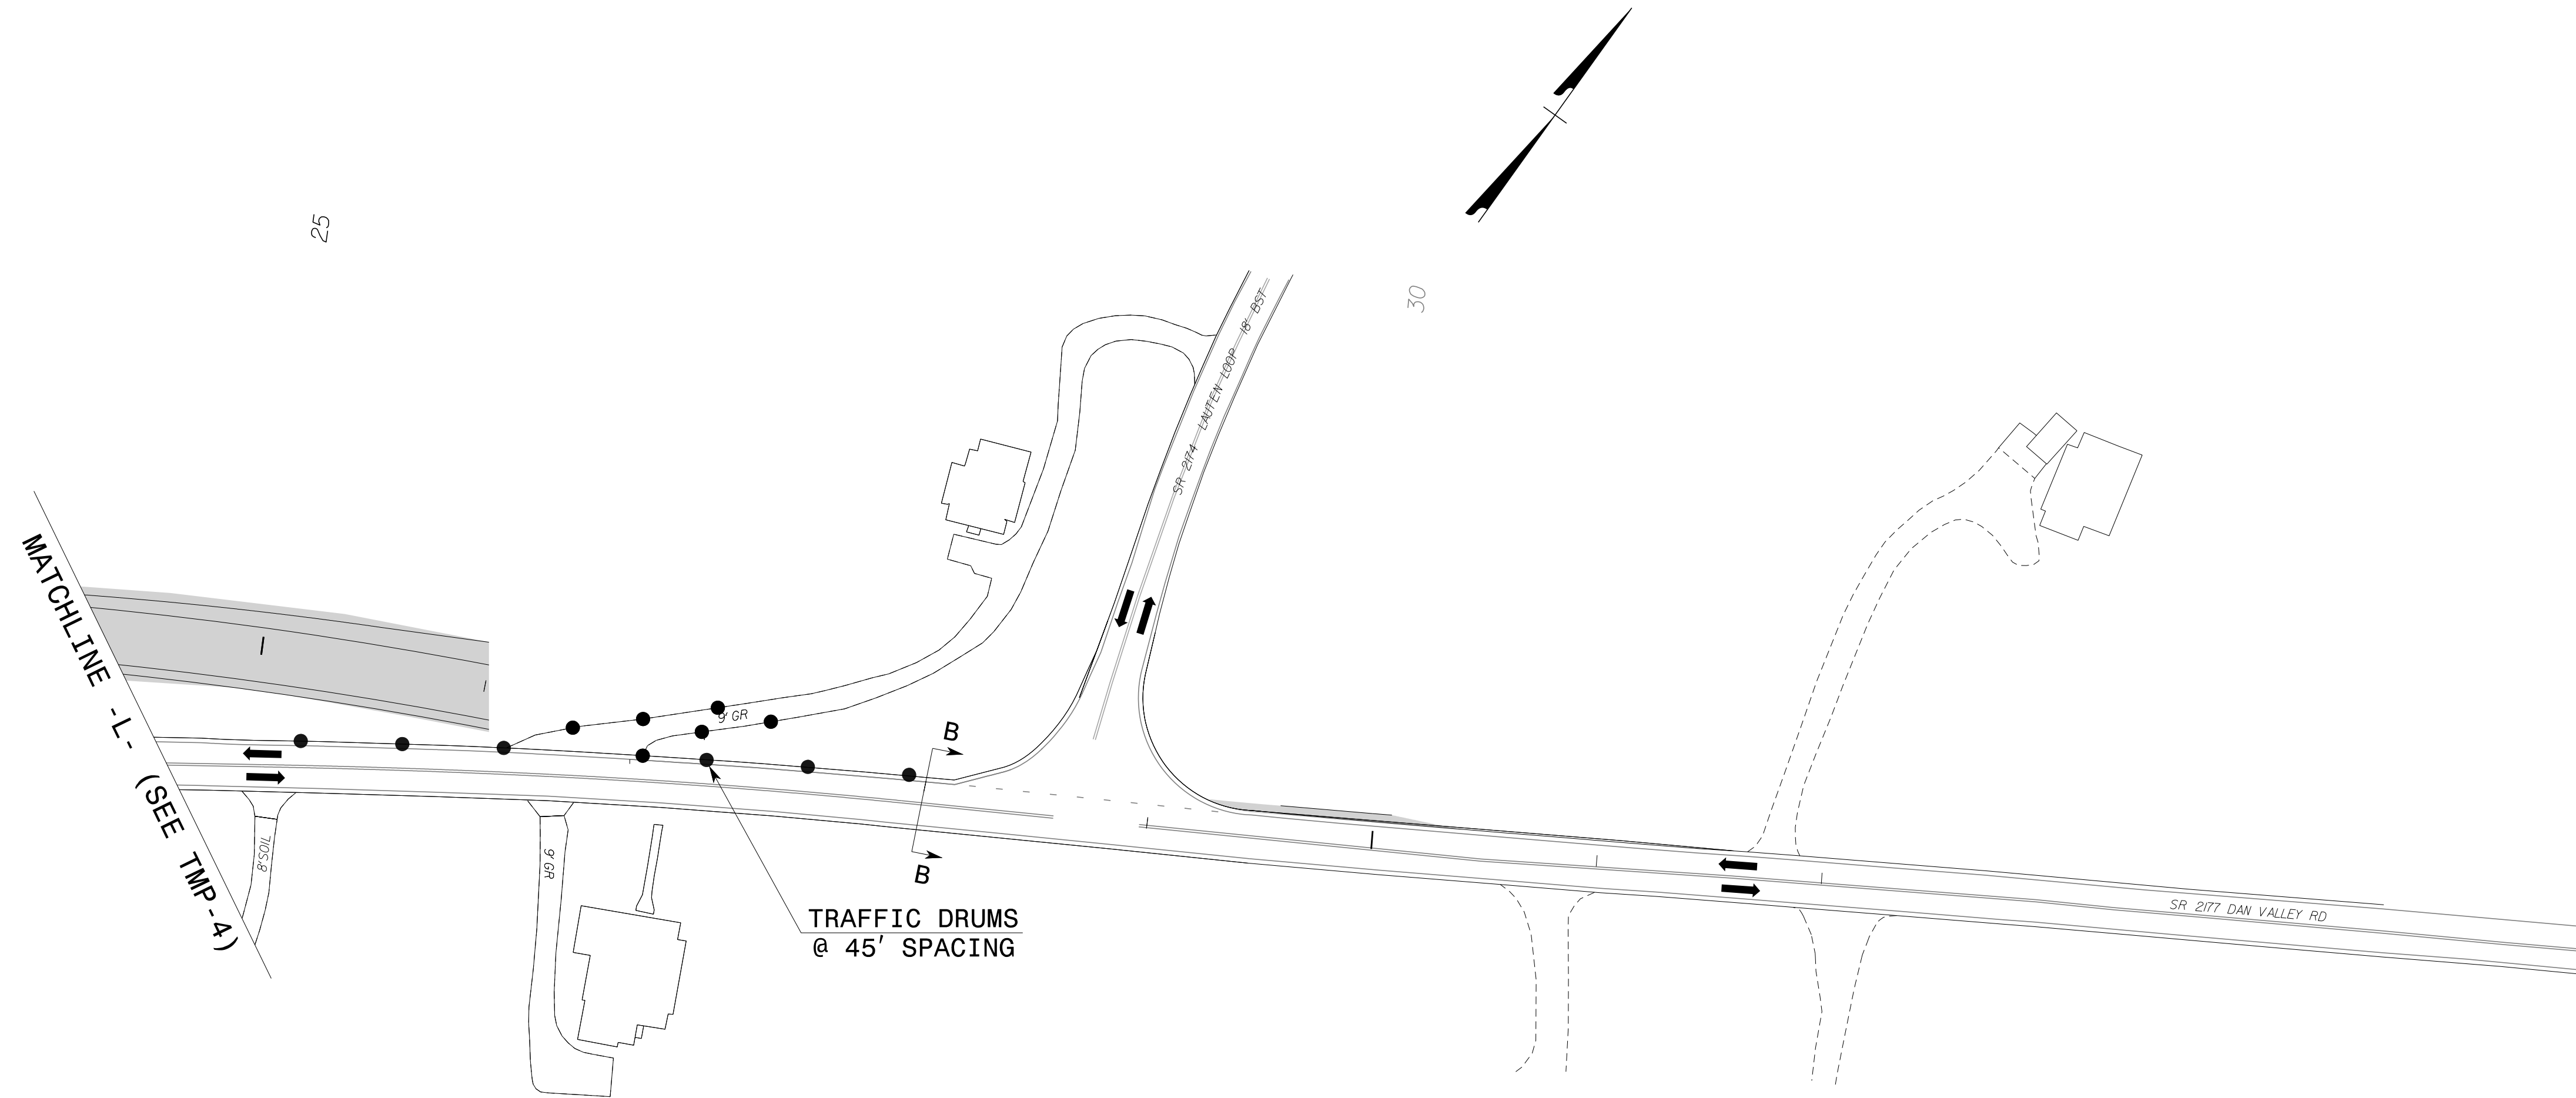 25
30
SR 2174 LAUTEN LOOP 18' BST
MATCHLINE -L- (SEE TMP-4)
9' GR
B
B
8' SOIL
9' GR
TRAFFIC DRUMS
@ 45' SPACING
SR 2177 DAN VALLEY RD